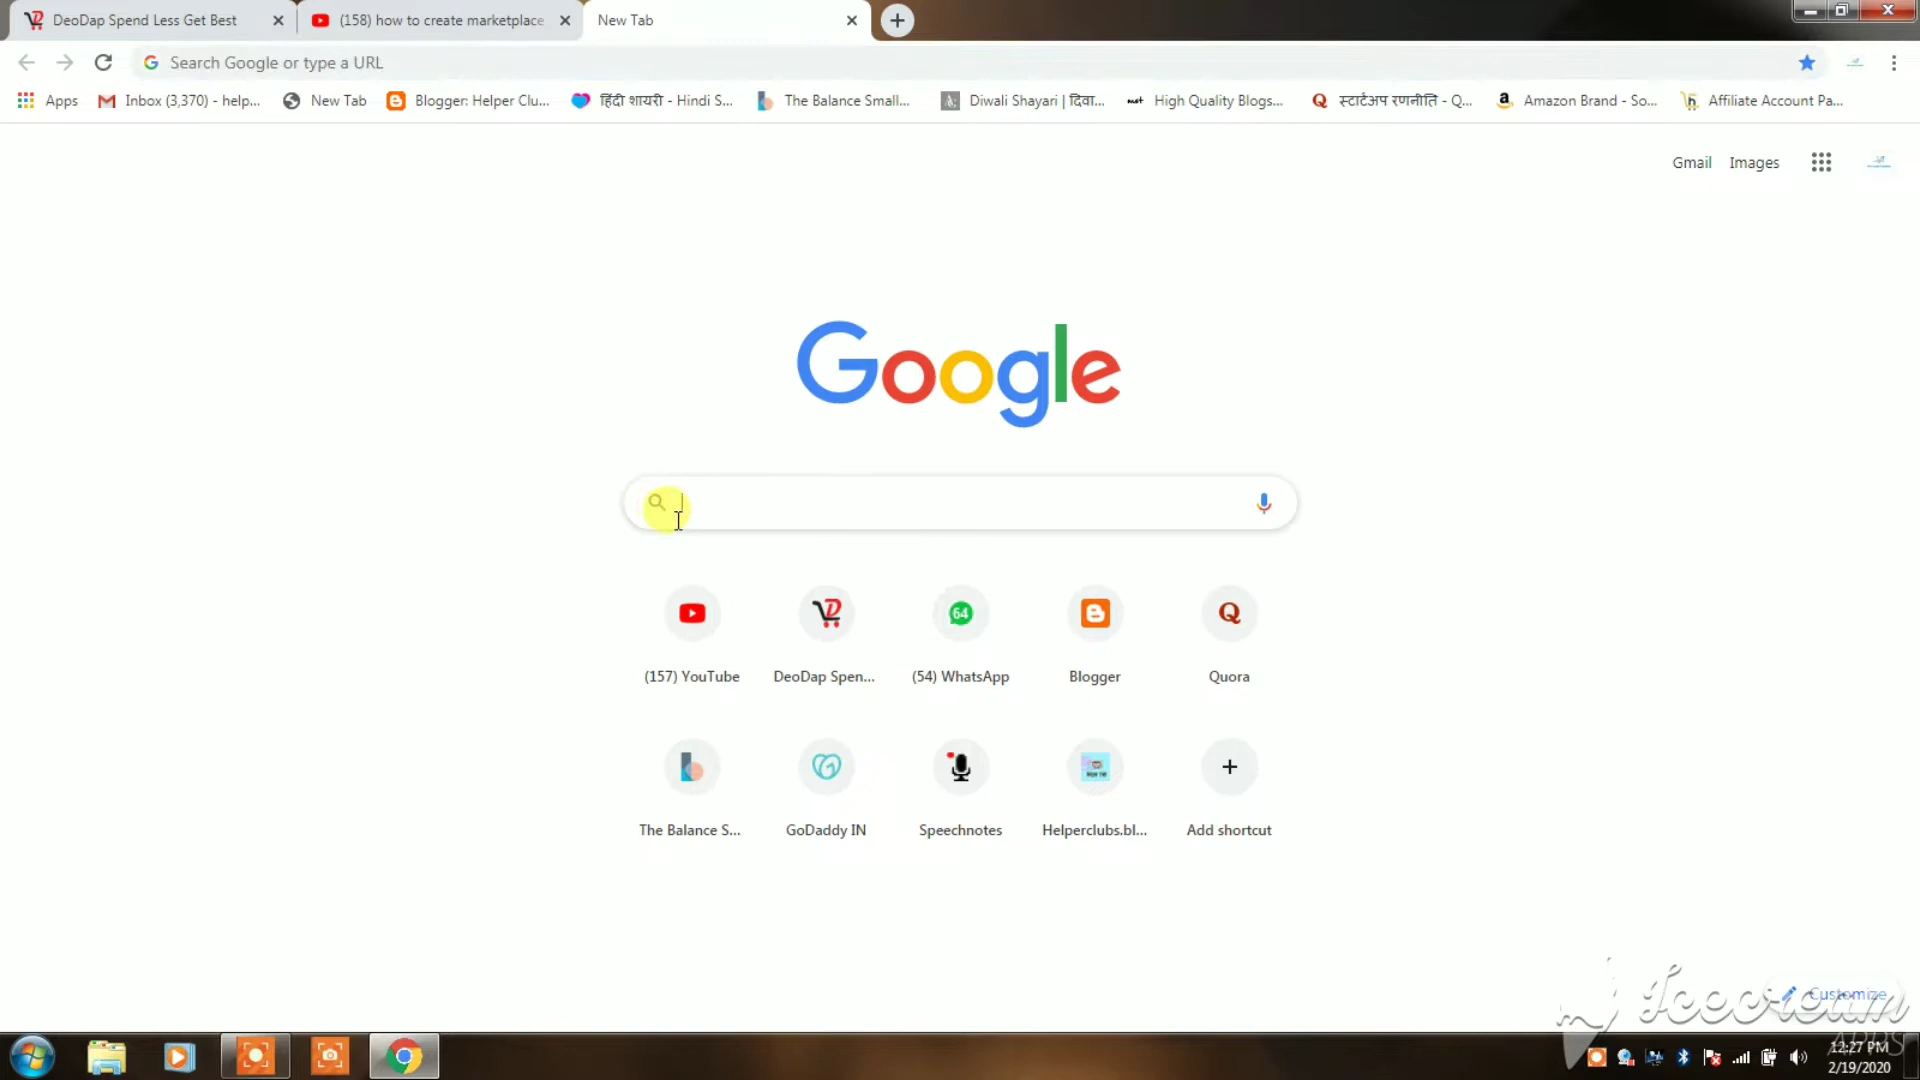 DeoDap Spend Less Get Best
(158) how to create marketplace
New Tab
Search Google or type a URL
Apps
Inbox (3,370) - help...
New Tab
Blogger: Helper Clu...
हिंदी शायरी - Hindi S...
The Balance Small...
Diwali Shayari | दिवा...
High Quality Blogs...
स्टार्टअप रणनीति - Q...
Amazon Brand - So...
Affiliate Account Pa...
Gmail
Images
Google
(157) YouTube
DeoDap Spen...
64
(54) WhatsApp
Blogger
Quora
The Balance S...
GoDaddy IN
Speechnotes
Helperclubs.bl...
Add shortcut
Customize
Icecream
APPS
12:27 PM
2/19/2020